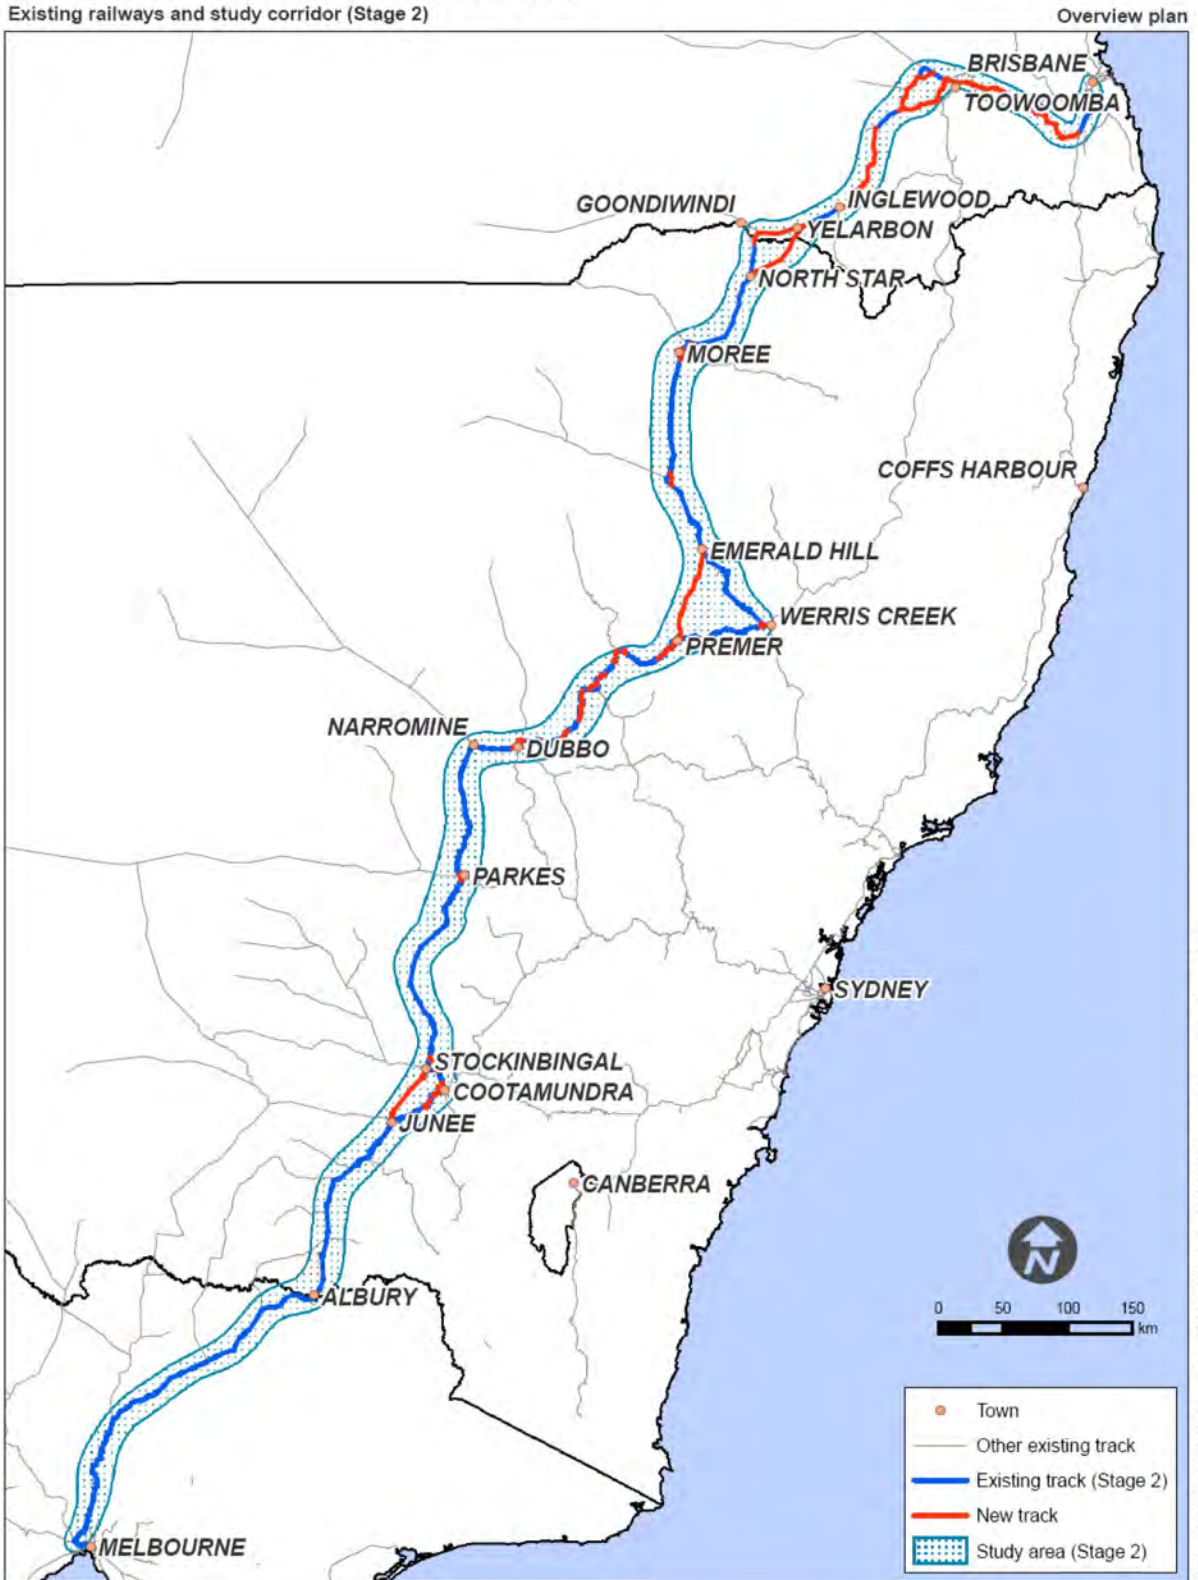 Existing railways and study corridor (Stage 2)
Overview plan
BRISBANE
TOOWOOMBA
GOONDIWINDI
INGLEWOOD
YELARBON
NORTH STAR
MOREE
COFFS HARBOUR
EMERALD HILL
WERRIS CREEK
PREMER
NARROMINE
DUBBO
PARKES
SYDNEY
STOCKINBINGAL
COOTAMUNDRA
JUNEE
CANBERRA
N
ALBURY
0 50 100 150
km
Town
Other existing track
Existing track (Stage 2)
New track
Study area (Stage 2)
MELBOURNE